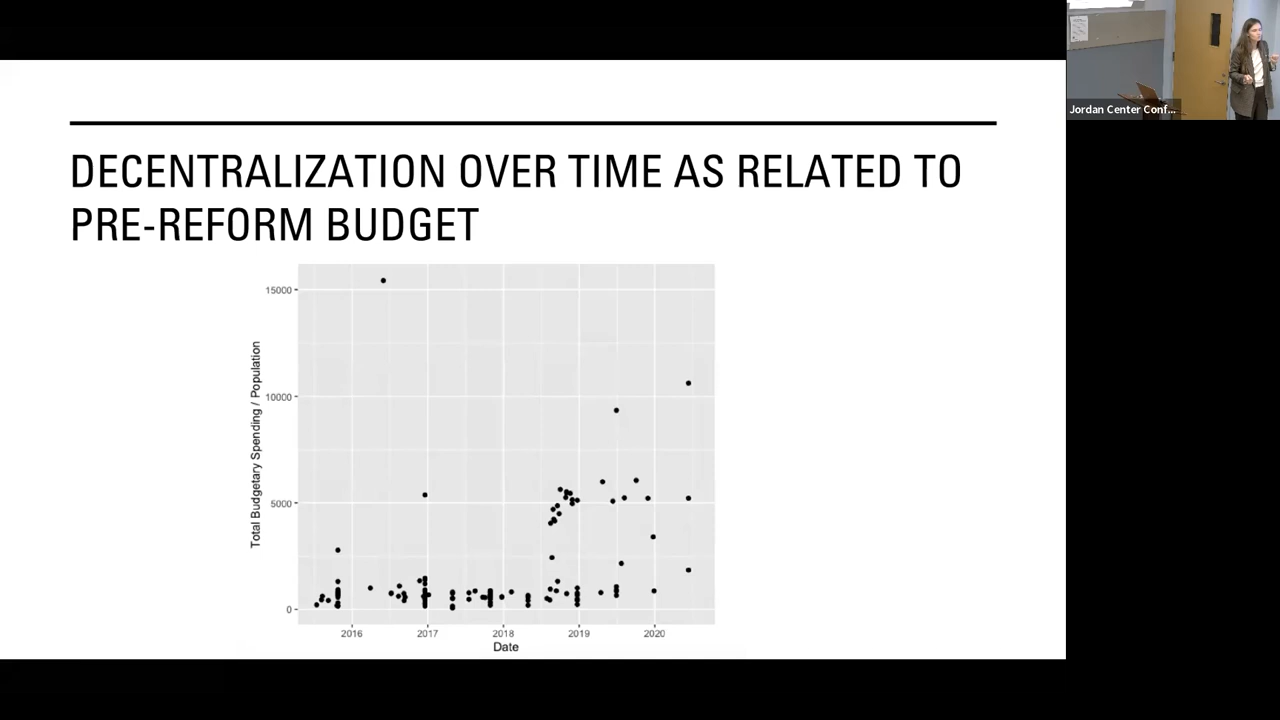 Jordan Center Conf...
DECENTRALIZATION OVER TIME AS RELATED TO
PRE-REFORM BUDGET
Total Budgetary Spending / Population
15000
10000
5000
0
2016 2017 2018 2019 2020
Date